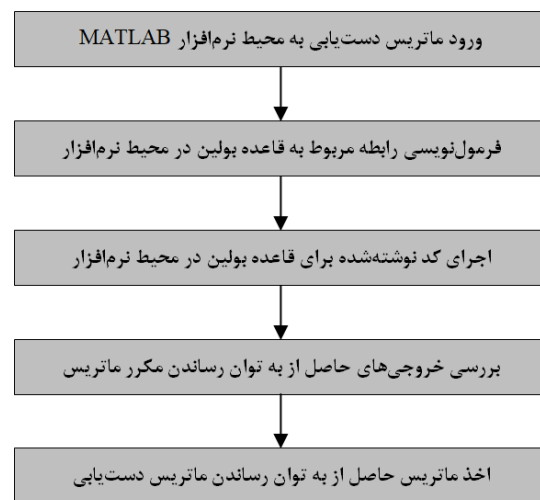 ورود ماتریس دست‌یابی به محیط نرم‌افزار MATLAB
فرمول‌نویسی رابطه مربوط به قاعده بولین در محیط نرم‌افزار
اجرای کد نوشته‌شده برای قاعده بولین در محیط نرم‌افزار
بررسی خروجی‌های حاصل از به توان رساندن مکرر ماتریس
اخذ ماتریس حاصل از به توان رساندن ماتریس دست‌یابی